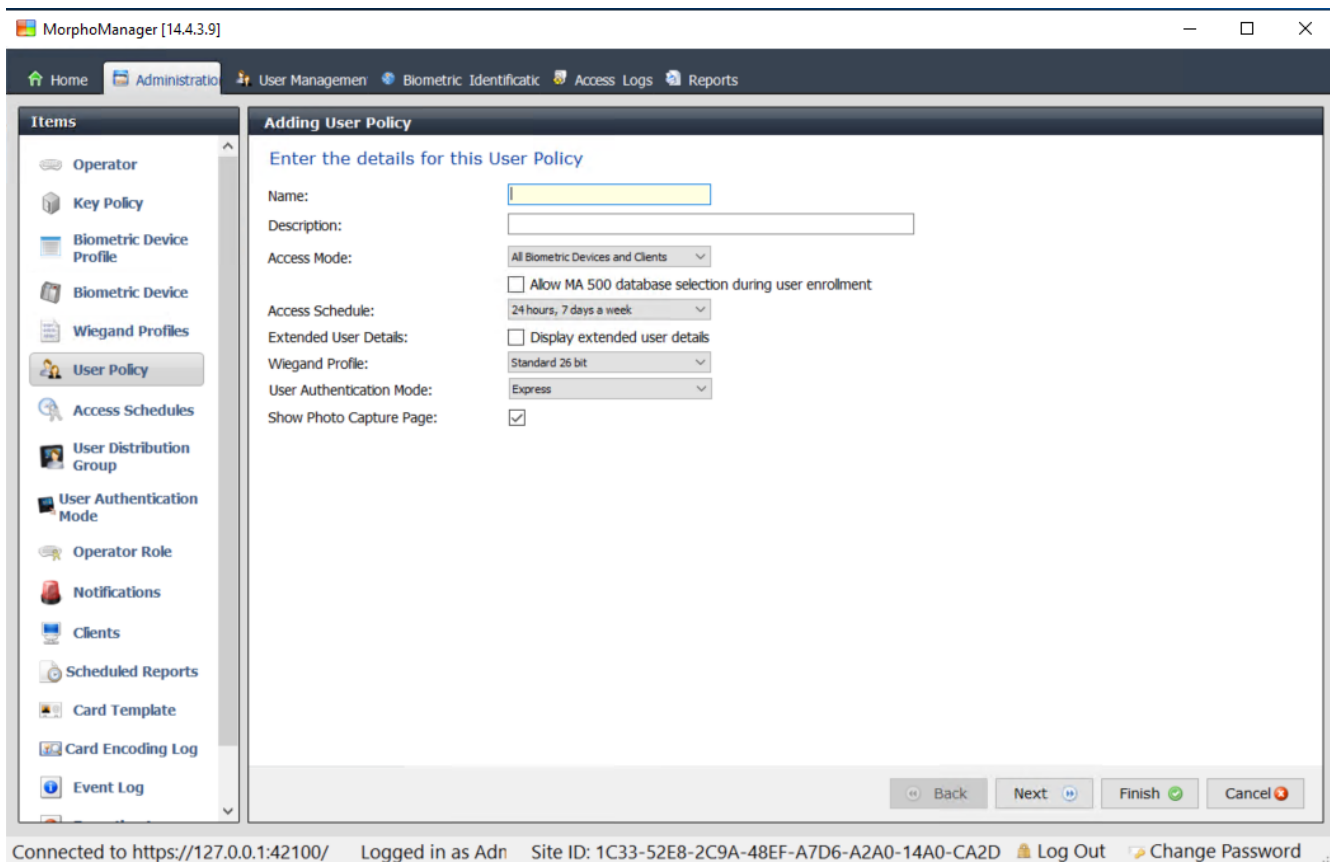 MorphoManager [14.4.3.9]
Home Administratio User Managemen Biometric Identificatic Access Logs Reports
Items
Operator
Key Policy
Biometric Device
Profile
Biometric Device
Wiegand Profiles
User Policy
Access Schedules
User Distribution
Group
User Authentication
Mode
Operator Role
Notifications
Clients
Scheduled Reports
Card Template
Card Encoding Log
Event Log
Adding User Policy
Enter the details for this User Policy
Name:
Description:
Access Mode: All Biometric Devices and Clients
Allow MA 500 database selection during user enrollment
Access Schedule: 24 hours, 7 days a week
Extended User Details: Display extended user details
Wiegand Profile: Standard 26 bit
User Authentication Mode: Express
Show Photo Capture Page:
Back Next Finish Cancel
Connected to https://127.0.0.1:42100/ Logged in as Adn Site ID: 1C33-52E8-2C9A-48EF-A7D6-A2A0-14A0-CA2D Log Out Change Password